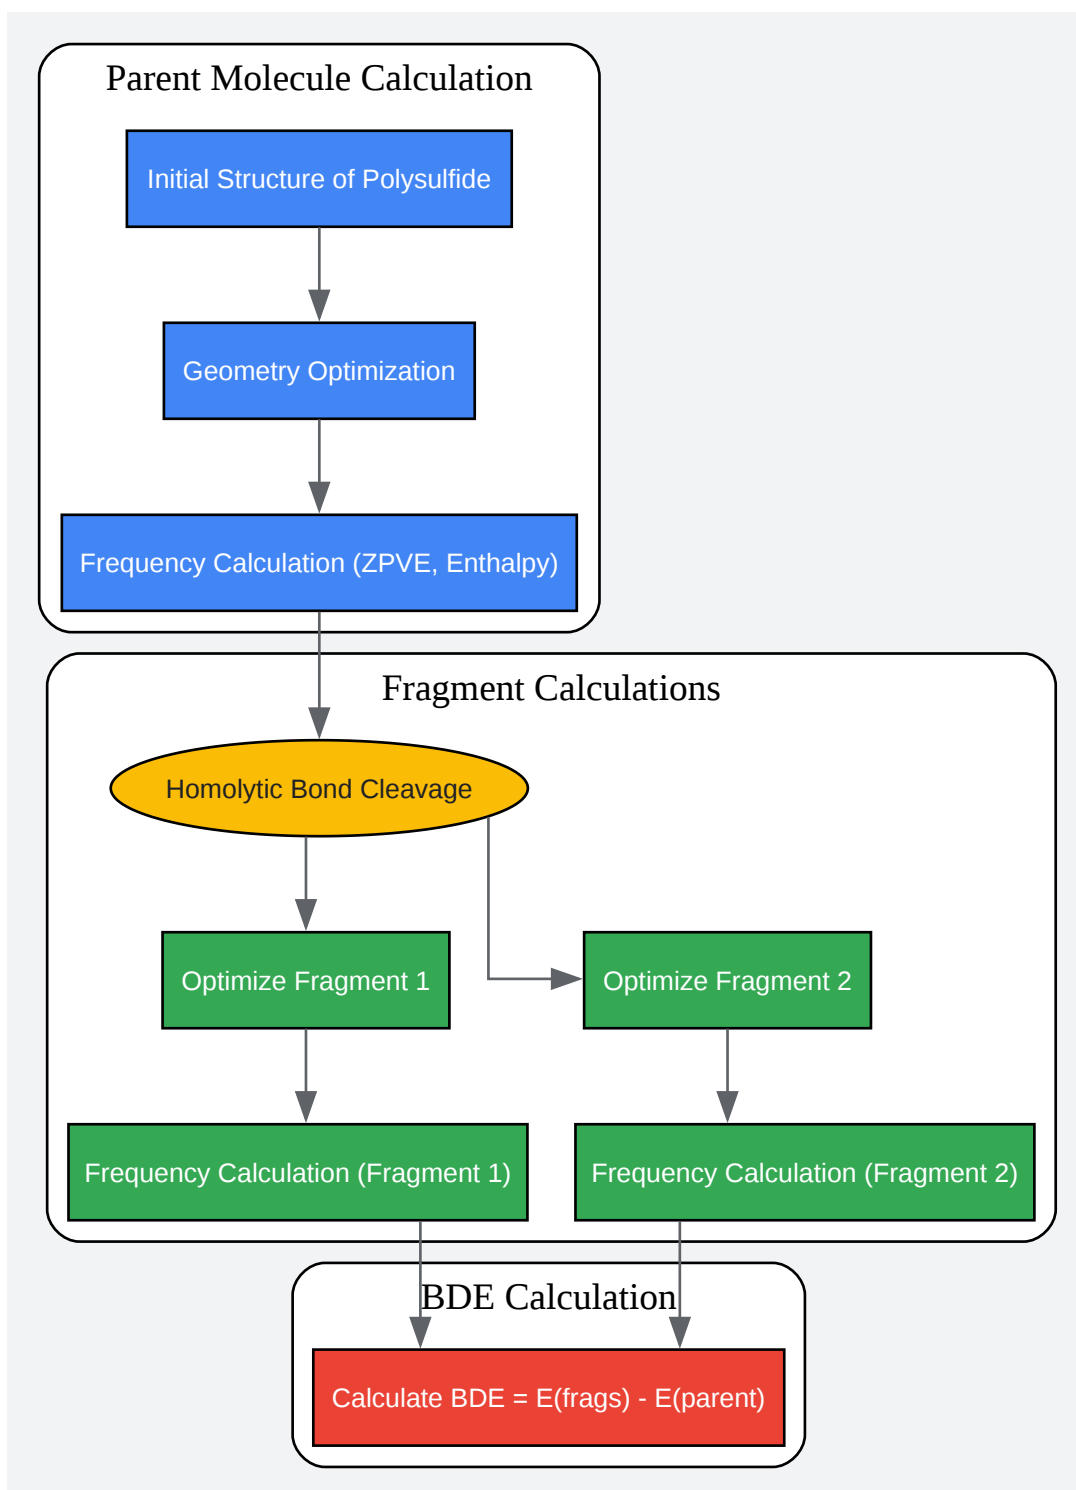 Parent Molecule Calculation
Initial Structure of Polysulfide
Geometry Optimization
Frequency Calculation (ZPVE, Enthalpy)
Fragment Calculations
Homolytic Bond Cleavage
Optimize Fragment 1
Optimize Fragment 2
Frequency Calculation (Fragment 1)
Frequency Calculation (Fragment 2)
BDE Calculation
Calculate BDE = E(frags) - E(parent)